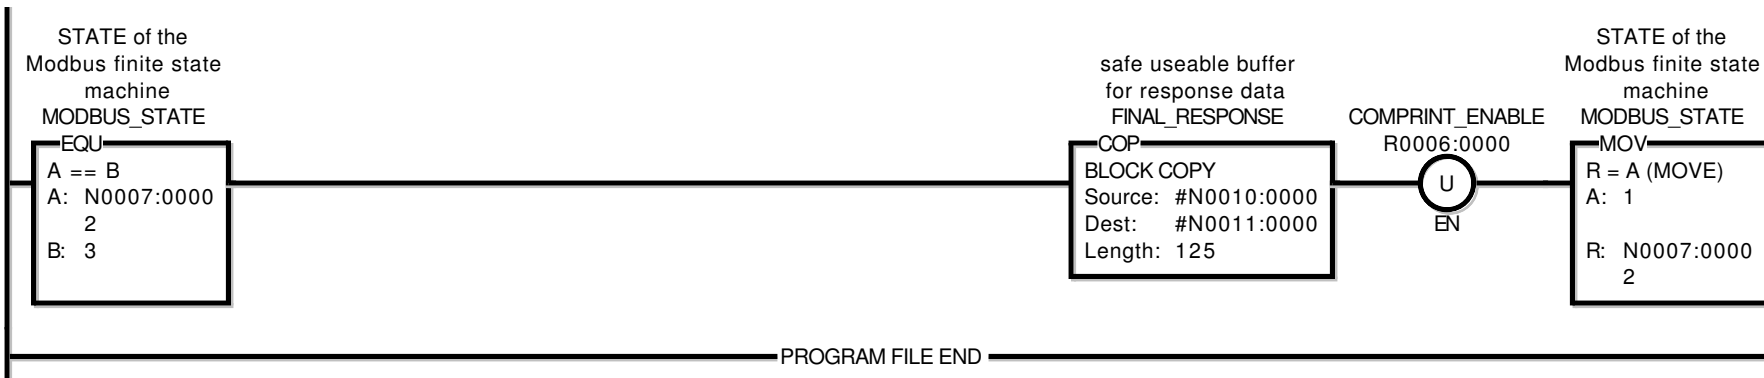 STATE of the
Modbus finite state
machine
MODBUS_STATE
EQU
A == B
A: N0007:0000
2
B: 3
safe useable buffer
for response data
FINAL_RESPONSE
COP
BLOCK COPY
Source: #N0010:0000
Dest: #N0011:0000
Length: 125
COMPRINT_ENABLE
R0006:0000
U
EN
STATE of the
Modbus finite state
machine
MODBUS_STATE
MOV
R = A (MOVE)
A: 1
R: N0007:0000
2
PROGRAM FILE END